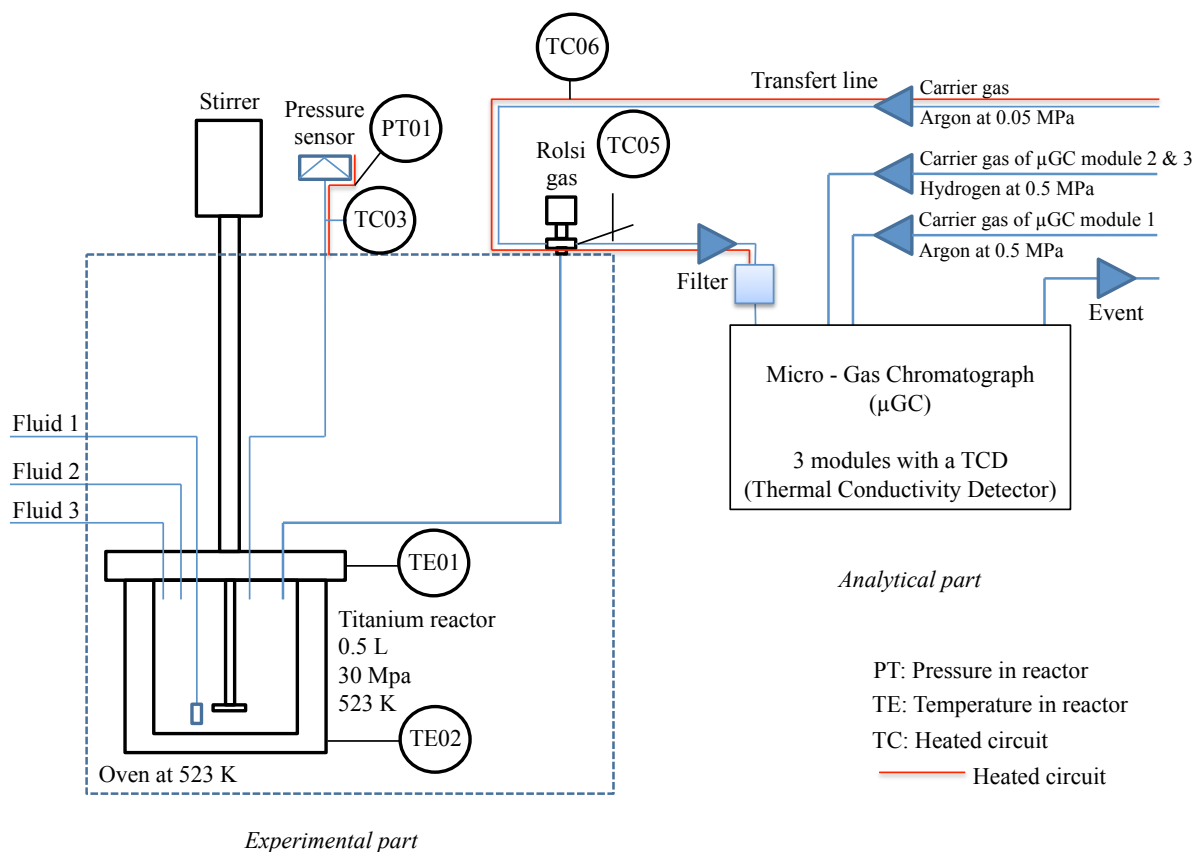 TC06
Transfert line
Carrier gas
Argon at 0.05 MPa
Stirrer
Pressure
sensor
PT01
Rolsi
gas
TC05
Carrier gas of µGC module 2 & 3
Hydrogen at 0.5 MPa
TC03
Carrier gas of µGC module 1
Argon at 0.5 MPa
Filter
Event
Micro - Gas Chromatograph
(µGC)
3 modules with a TCD
(Thermal Conductivity Detector)
Fluid 1
Fluid 2
Fluid 3
TE01
Analytical part
Titanium reactor
0.5 L
30 Mpa
523 K
TE02
Oven at 523 K
PT: Pressure in reactor
TE: Temperature in reactor
TC: Heated circuit
Heated circuit
Experimental part